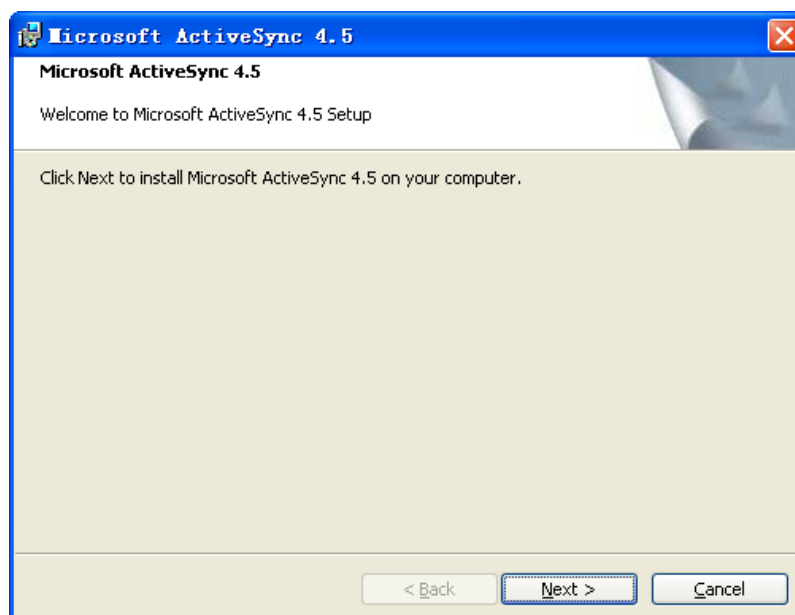 Microsoft ActiveSync 4.5
Microsoft ActiveSync 4.5
Welcome to Microsoft ActiveSync 4.5 Setup
Click Next to install Microsoft ActiveSync 4.5 on your computer.
< Back Next > Cancel